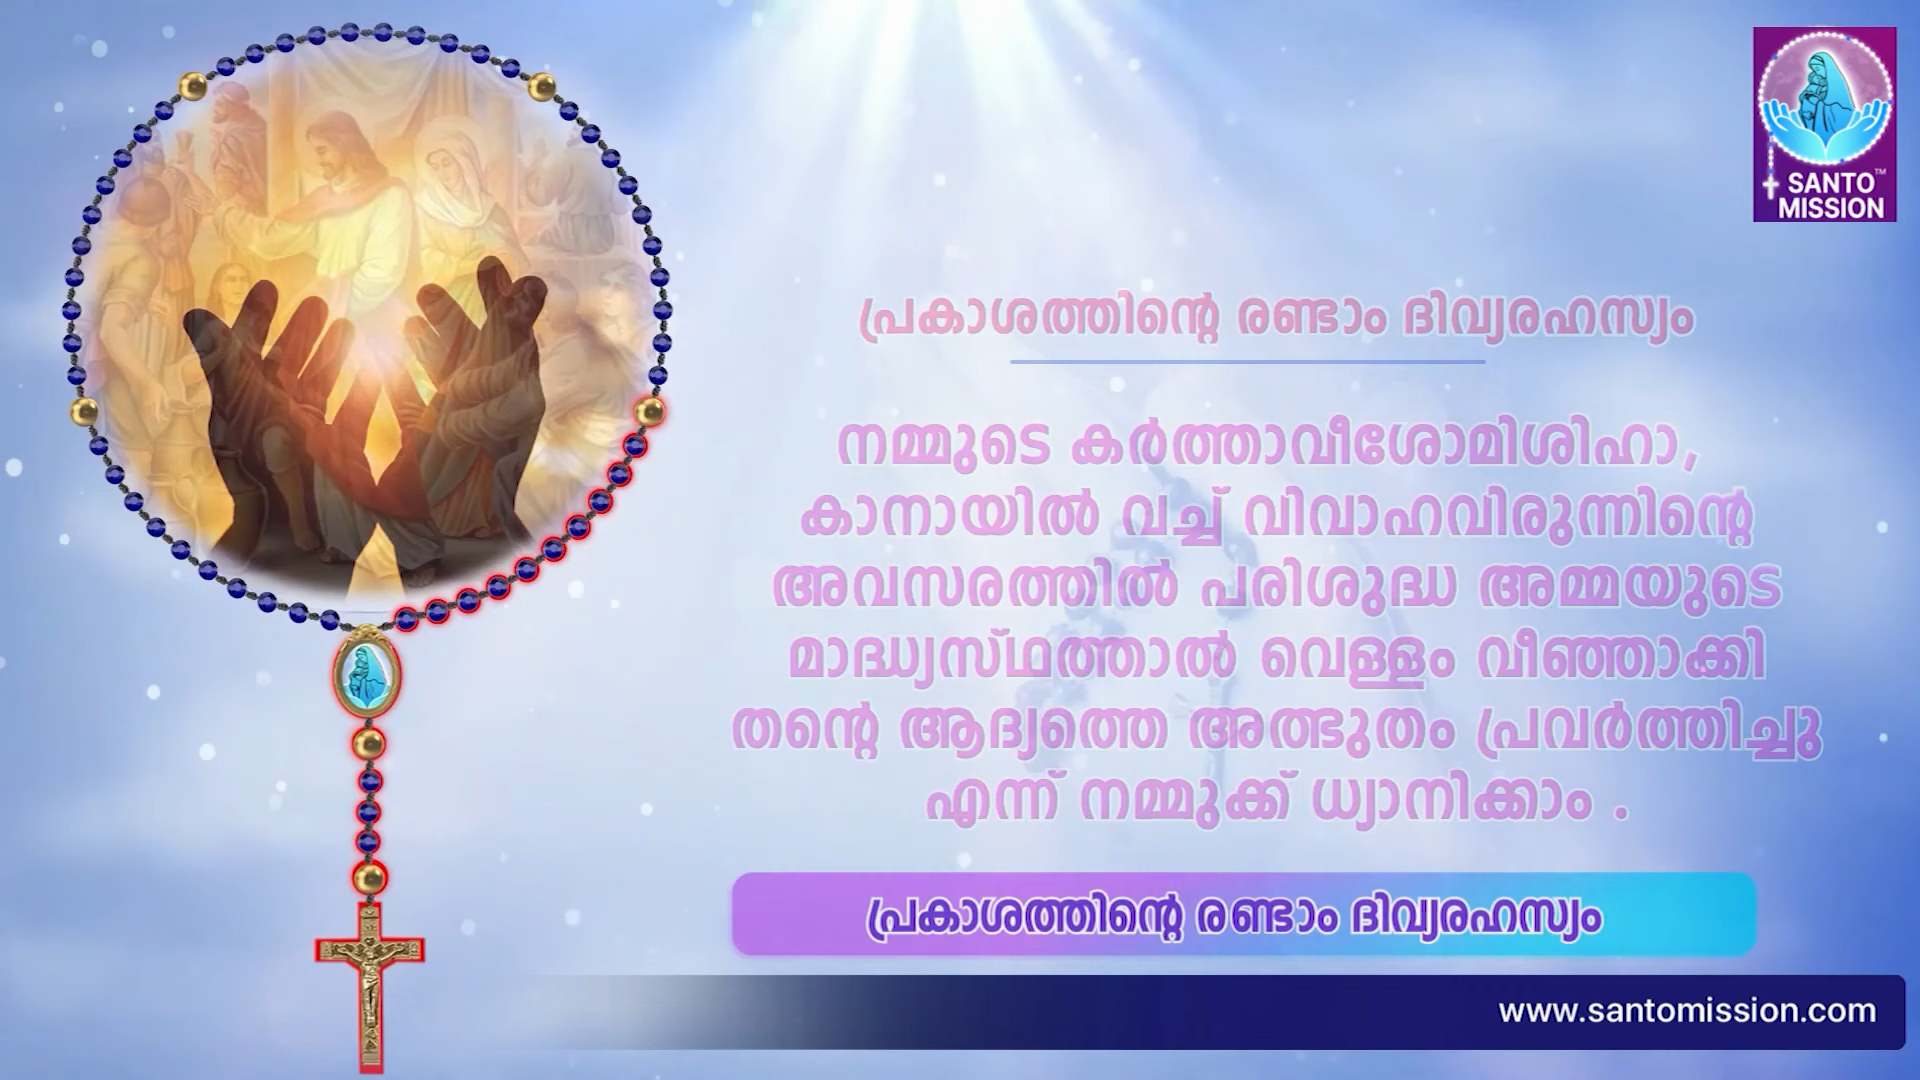 SANTO™
MISSION
പ്രകാശത്തിന്റെ രണ്ടാം ദിവ്യരഹസ്യം
നമ്മുടെ കർത്താവീശോമിശിഹാ,
കാനായിൽ വച്ച് വിവാഹവിരുന്നിന്റെ
അവസരത്തിൽ പരിശുദ്ധ അമ്മയുടെ
മാദ്ധ്യസ്ഥത്താൽ വെള്ളം വീഞ്ഞാക്കി
തന്റെ ആദ്യത്തെ അത്ഭുതം പ്രവർത്തിച്ചു
എന്ന് നമ്മുക്ക് ധ്യാനിക്കാം .
പ്രകാശത്തിന്റെ രണ്ടാം ദിവ്യരഹസ്യം
www.santomission.com